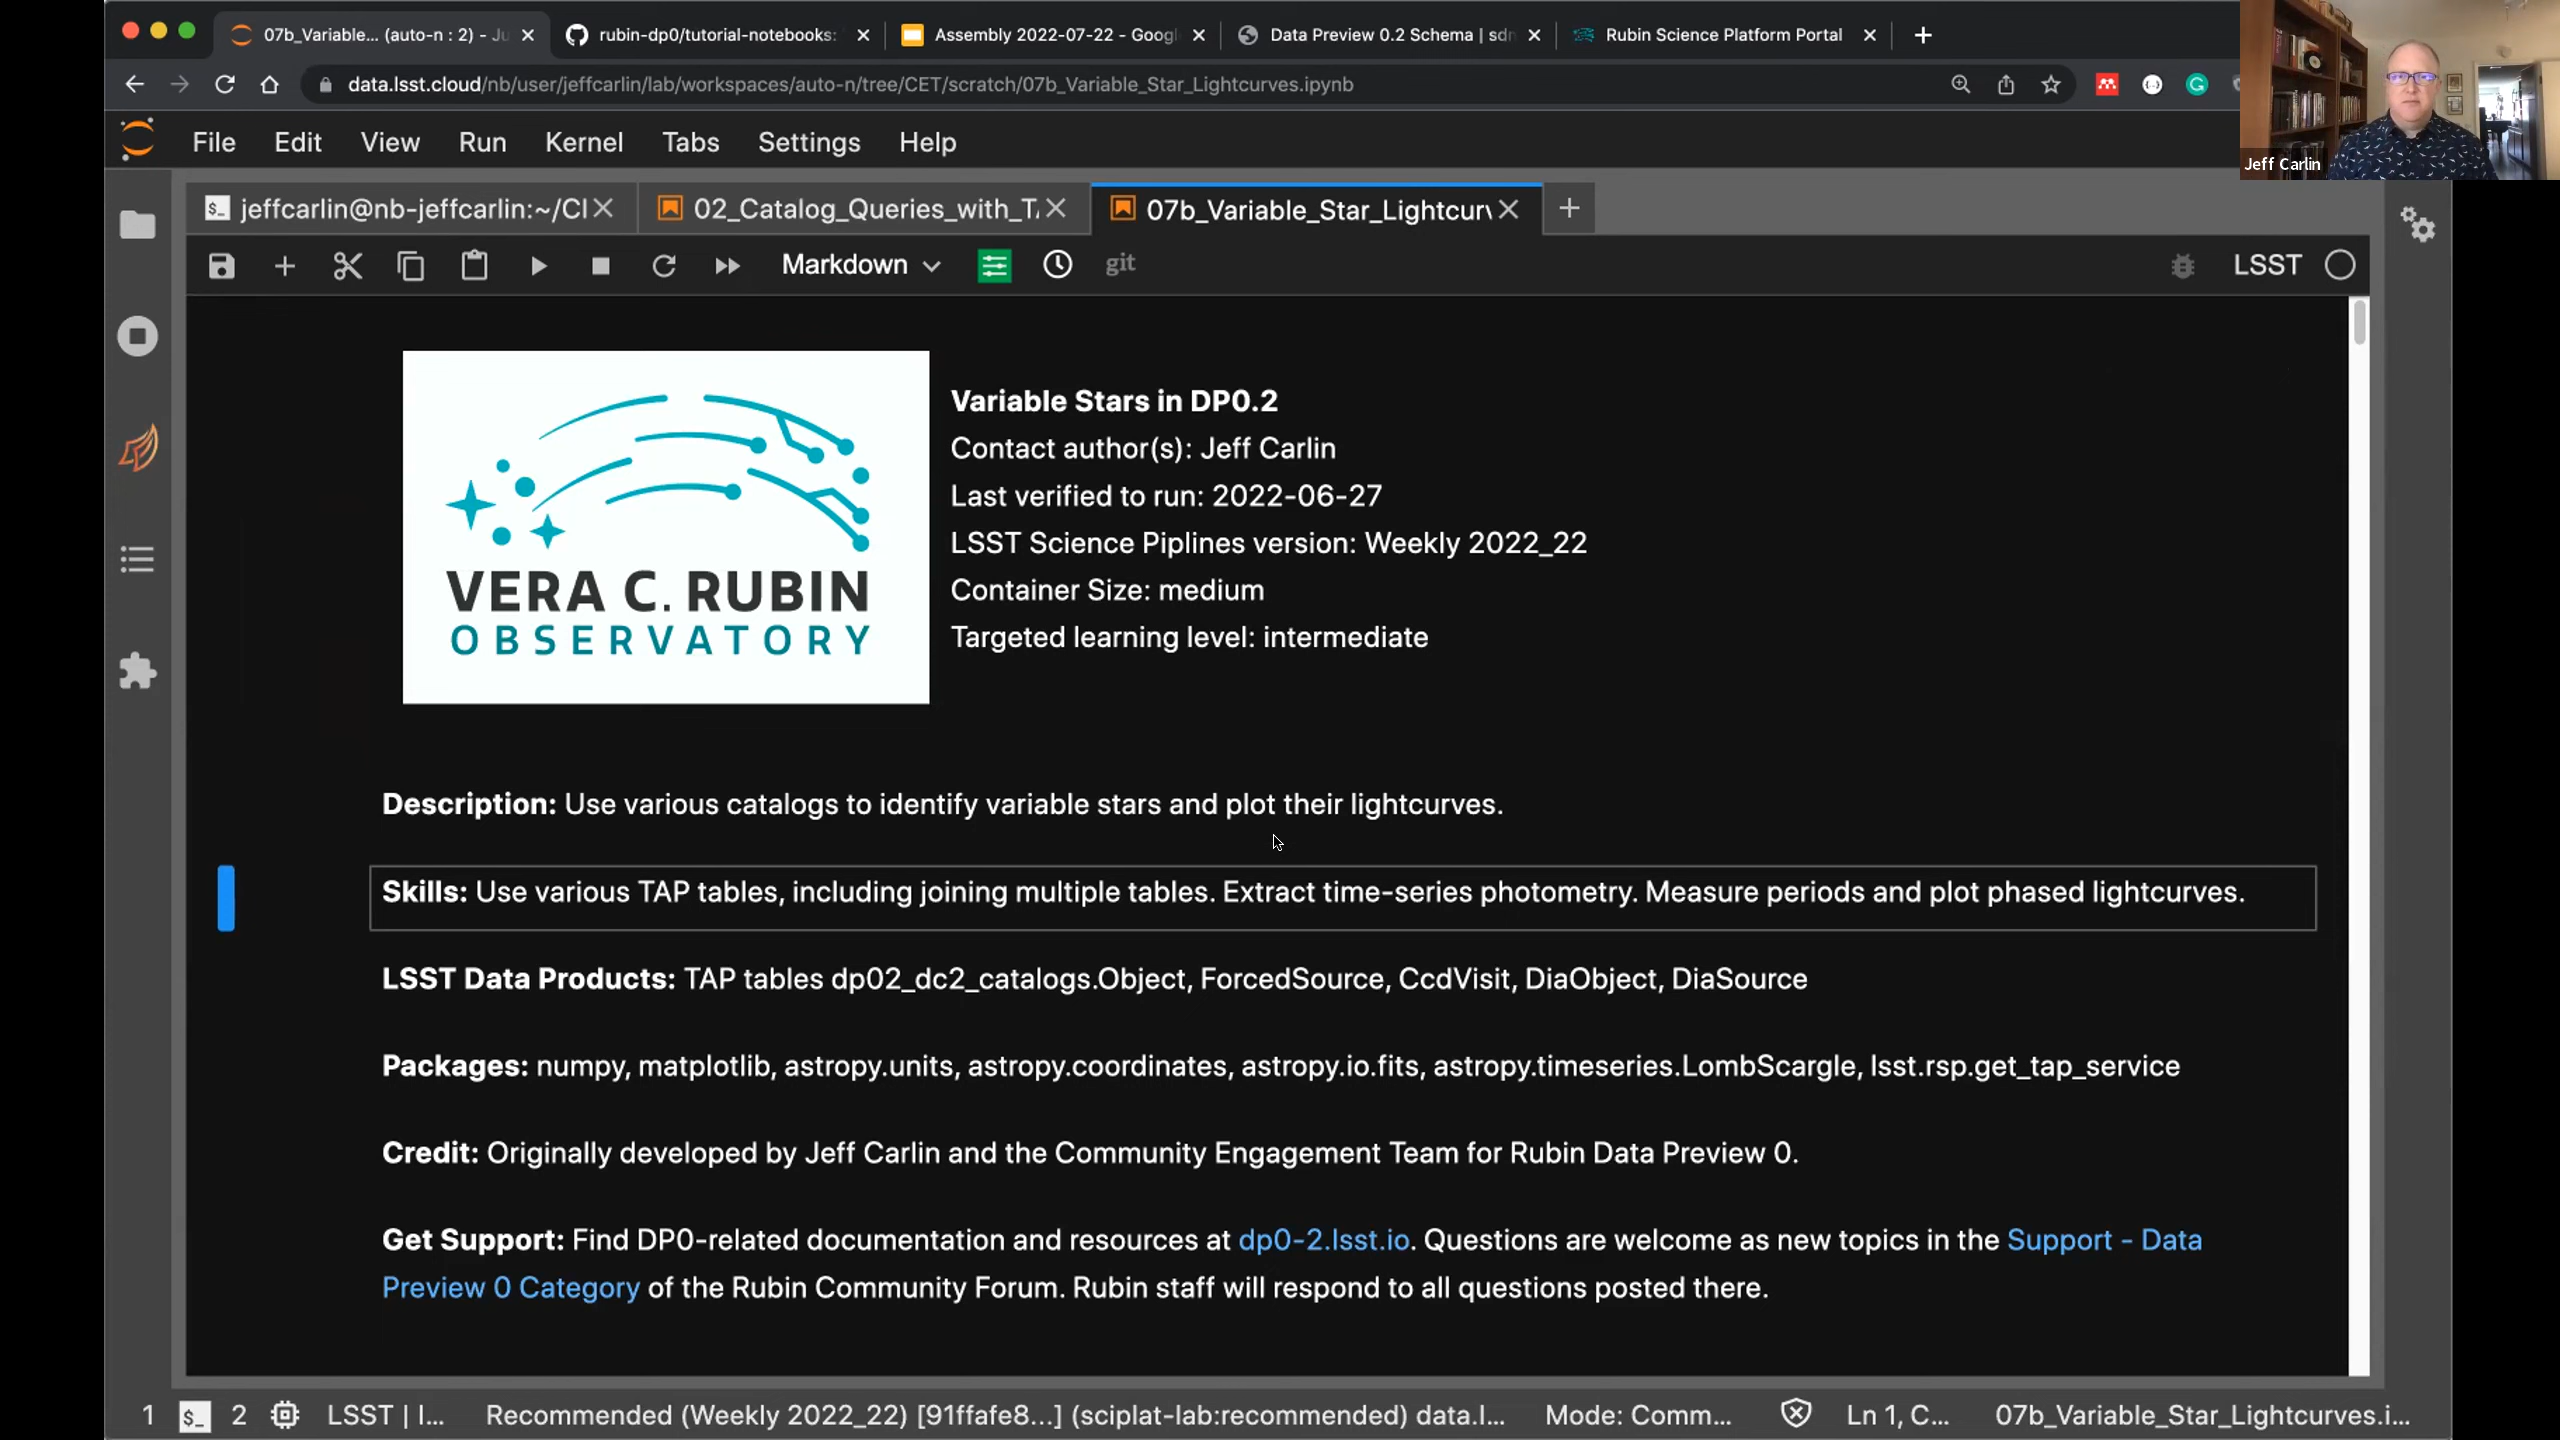 07b_Variable... (auto-n : 2) - Ju
rubin-dp0/tutorial-notebooks:
Assembly 2022-07-22 - Googl
Data Preview 0.2 Schema | sdn
Rubin Science Platform Portal
data.lsst.cloud/nb/user/jeffcarlin/lab/workspaces/auto-n/tree/CET/scratch/07b_Variable_Star_Lightcurves.ipynb
File Edit View Run Kernel Tabs Settings Help
Jeff Carlin
jeffcarlin@nb-jeffcarlin:~/CI
02_Catalog_Queries_with_T
07b_Variable_Star_Lightcur
Markdown
git
LSST
VERA C. RUBIN
OBSERVATORY
Variable Stars in DP0.2
Contact author(s): Jeff Carlin
Last verified to run: 2022-06-27
LSST Science Piplines version: Weekly 2022_22
Container Size: medium
Targeted learning level: intermediate
Description: Use various catalogs to identify variable stars and plot their lightcurves.
Skills: Use various TAP tables, including joining multiple tables. Extract time-series photometry. Measure periods and plot phased lightcurves.
LSST Data Products: TAP tables dp02_dc2_catalogs.Object, ForcedSource, CcdVisit, DiaObject, DiaSource
Packages: numpy, matplotlib, astropy.units, astropy.coordinates, astropy.io.fits, astropy.timeseries.LombScargle, lsst.rsp.get_tap_service
Credit: Originally developed by Jeff Carlin and the Community Engagement Team for Rubin Data Preview 0.
Get Support: Find DP0-related documentation and resources at dp0-2.lsst.io. Questions are welcome as new topics in the Support - Data
Preview 0 Category of the Rubin Community Forum. Rubin staff will respond to all questions posted there.
1 $_ 2 LSST | I... Recommended (Weekly 2022_22) [91ffafe8...] (sciplat-lab:recommended) data.l... Mode: Comm... Ln 1, C... 07b_Variable_Star_Lightcurves.i...